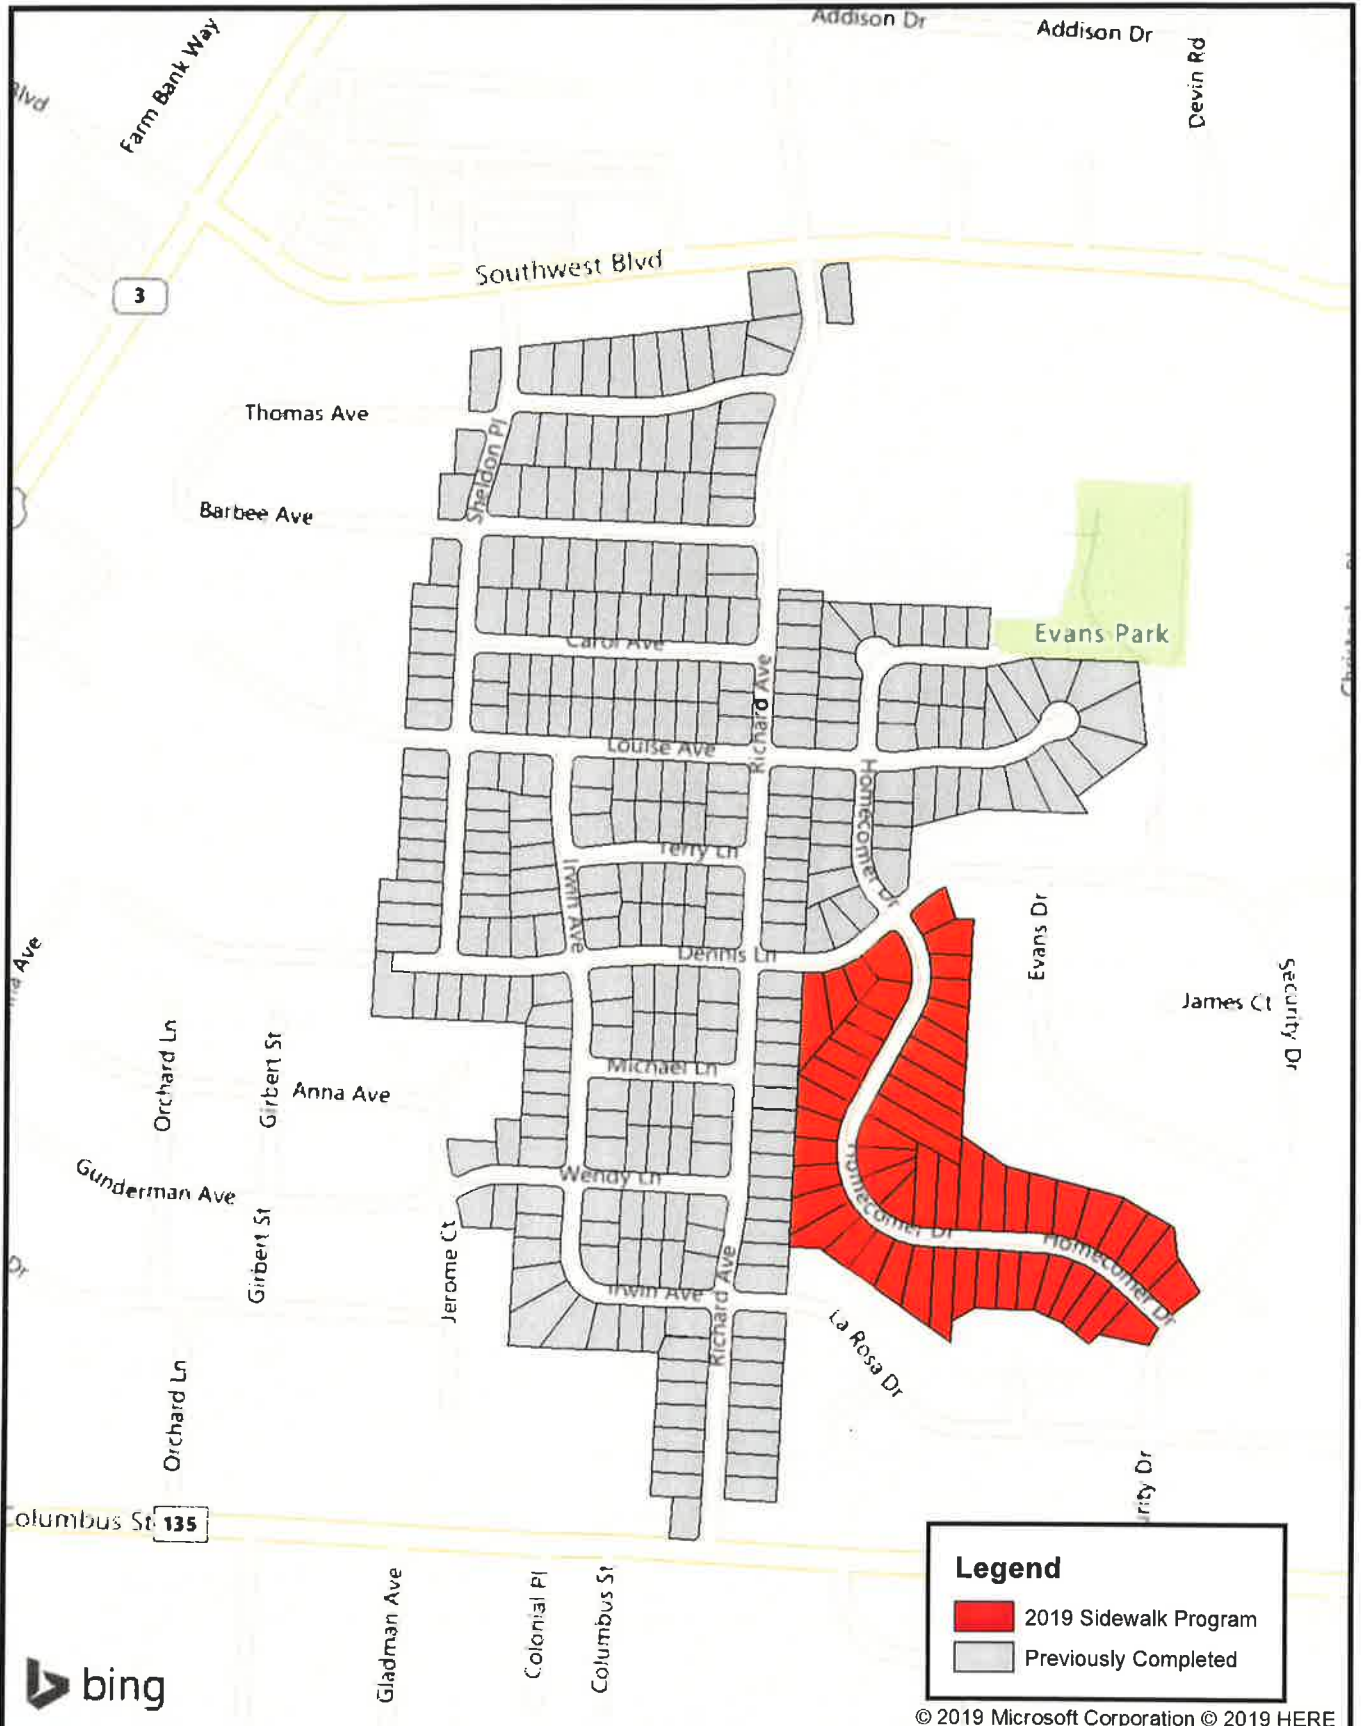 Addison Dr
Addison Dr
Farm Bank Way
Blvd
Devin Rd
Southwest Blvd
3
Thomas Ave
Sheldon Pl
Barbee Ave
Evans Park
Carol Ave
Richard Ave
Louise Ave
Homecomer Dr
Terry Ln
Irwin Ave
Evans Dr
Dennis Ln
Ave
James Ct
Security Dr
Orchard Ln
Girbert St
Anna Ave
Michael Ln
Gunderman Ave
Wendy Ln
Homecomer Dr
Homecomer Dr
Girbert St
Jerome Ct
Dr
Irwin Ave
Richard Ave
La Rosa Dr
Orchard Ln
urity Dr
Columbus St
135
Gladman Ave
Colonial Pl
Columbus St
Legend
2019 Sidewalk Program
Previously Completed
bing
© 2019 Microsoft Corporation © 2019 HERE